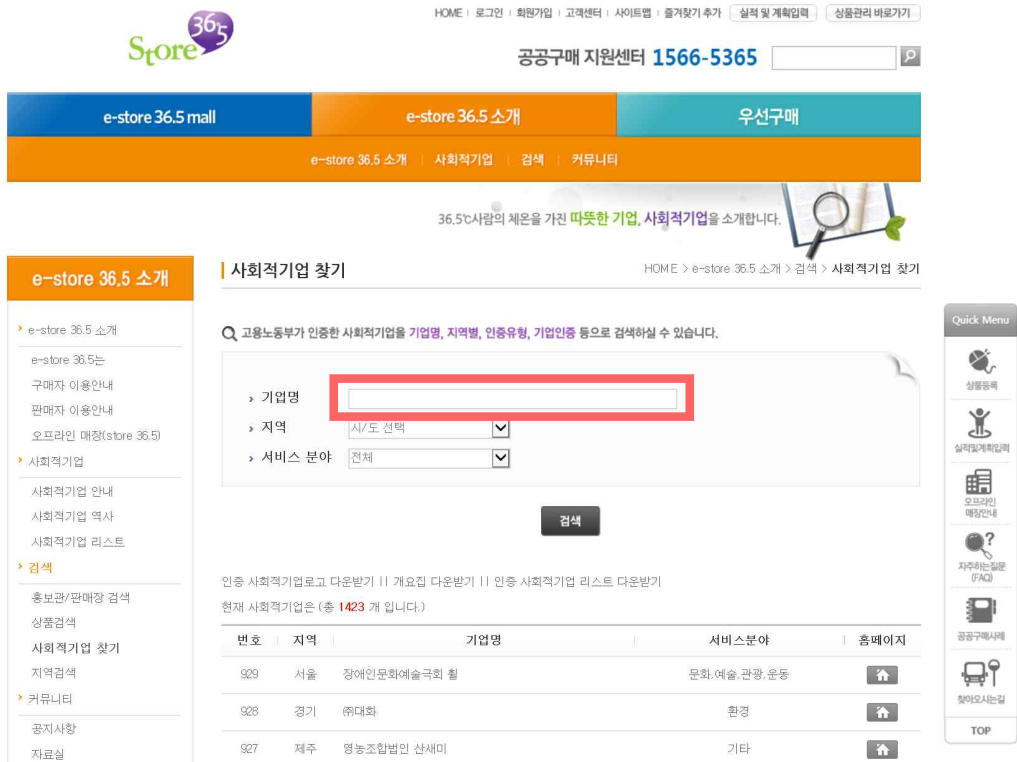 Store 36.5
HOME 로그인 회원가입 고객센터 사이트맵 즐겨찾기 추가 실적 및 계획입력 상품관리 바로가기
공공구매 지원센터 1566-5365
e-store 36.5 mall
e-store 36.5 소개
우선구매
e-store 36.5 소개 사회적기업 검색 커뮤니티
36.5℃사람의 체온을 가진 따뜻한 기업, 사회적기업을 소개합니다.
e-store 36.5 소개
e-store 36.5 소개
e-store 36.5는
구매자 이용안내
판매자 이용안내
오프라인 매장(store 36.5)
사회적기업
사회적기업 안내
사회적기업 역사
사회적기업 리스트
검색
홍보관/판매장 검색
상품검색
사회적기업 찾기
지역검색
커뮤니티
공지사항
자료실
사회적기업 찾기
HOME > e-store 36.5 소개 > 검색 > 사회적기업 찾기
고용노동부가 인증한 사회적기업을 기업명, 지역별, 인증유형, 기업인증 등으로 검색하실 수 있습니다.
기업명
지역 시/도 선택
서비스 분야 전체
검색
인증 사회적기업로고 다운받기 || 개요집 다운받기 || 인증 사회적기업 리스트 다운받기
현재 사회적기업은 (총 1423 개 입니다.)
번호 지역 기업명 서비스분야 홈페이지
929 서울 장애인문화예술극회 휠 문화,예술,관광,운동
928 경기 ㈜대화 환경
927 제주 영농조합법인 산새미 기타
Quick Menu
상품등록
실적및계획입력
오프라인
매장안내
자주하는질문
(FAQ)
공공구매사례
찾아오시는길
TOP